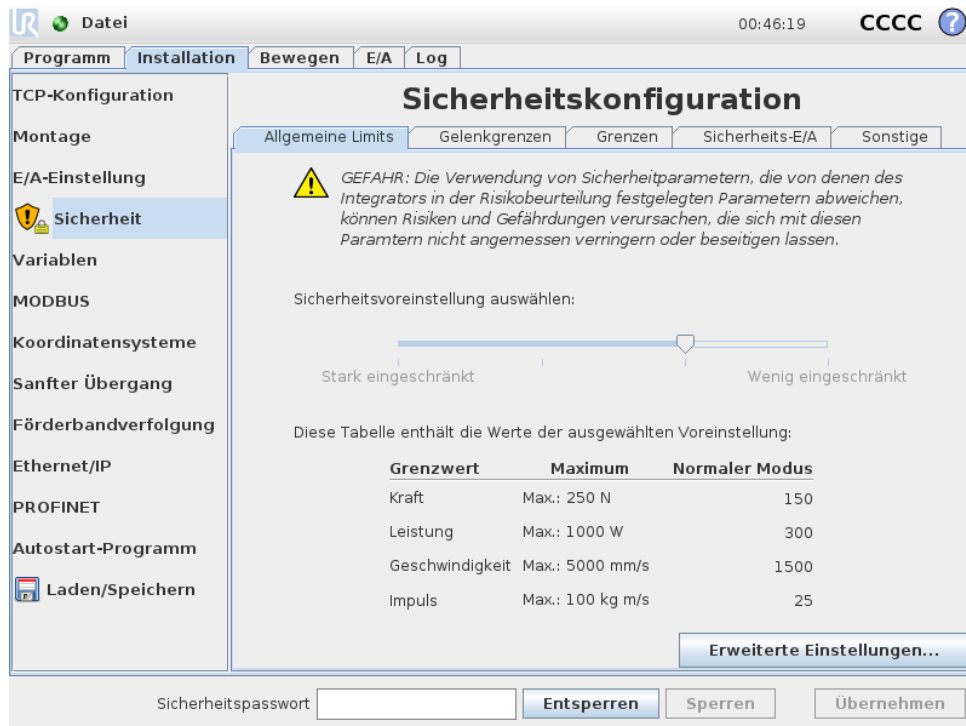 UR Datei 00:46:19 CCCC ?
Programm Installation Bewegen E/A Log
TCP-Konfiguration
Montage
E/A-Einstellung
Sicherheit
Variablen
MODBUS
Koordinatensysteme
Sanfter Übergang
Förderbandverfolgung
Ethernet/IP
PROFINET
Autostart-Programm
Laden/Speichern
Sicherheitskonfiguration
Allgemeine Limits Gelenkgrenzen Grenzen Sicherheits-E/A Sonstige
GEFAHR: Die Verwendung von Sicherheitparametern, die von denen des
Integrators in der Risikobeurteilung festgelegten Parametern abweichen,
können Risiken und Gefährdungen verursachen, die sich mit diesen
Paramtern nicht angemessen verringern oder beseitigen lassen.
Sicherheitsvoreinstellung auswählen:
Stark eingeschränkt Wenig eingeschränkt
Diese Tabelle enthält die Werte der ausgewählten Voreinstellung:
Grenzwert Maximum Normaler Modus
Kraft Max.: 250 N 150
Leistung Max.: 1000 W 300
Geschwindigkeit Max.: 5000 mm/s 1500
Impuls Max.: 100 kg m/s 25
Erweiterte Einstellungen...
Sicherheitspasswort Entsperren Sperren Übernehmen